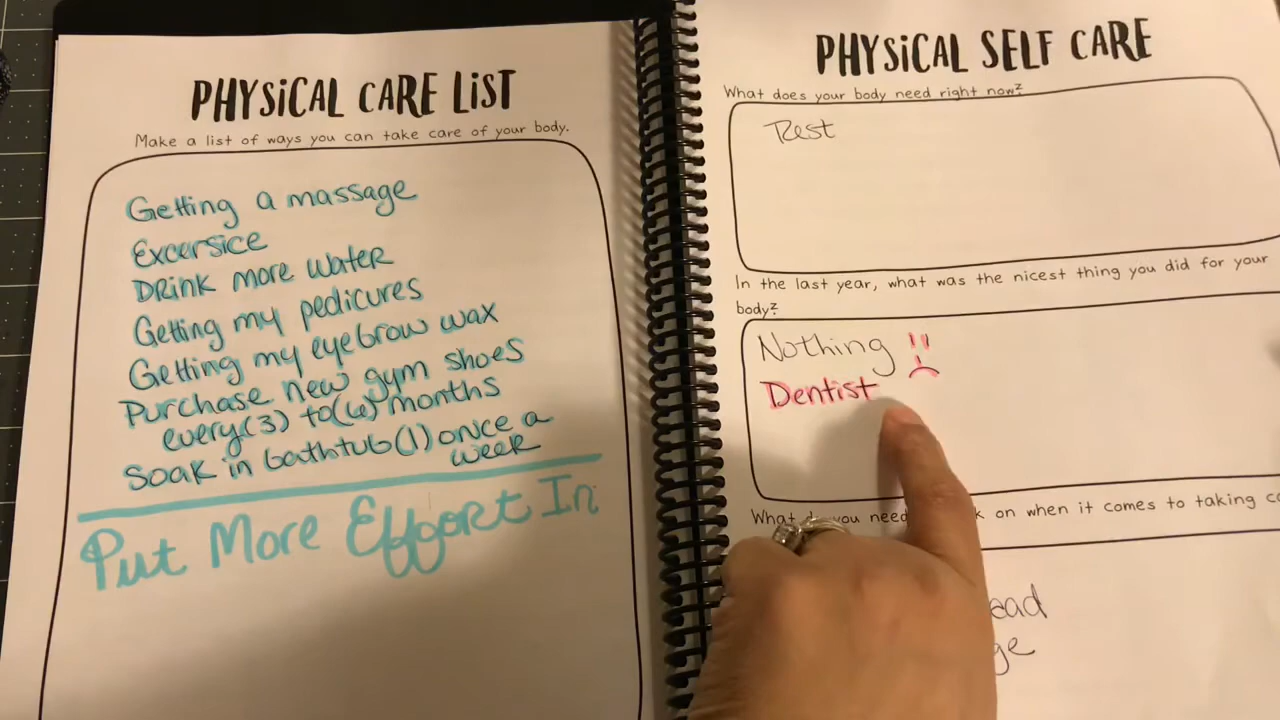 PHYSICAL CARE LIST
Make a list of ways you can take care of your body.
Getting a massage
Excersice
Drink more water
Getting my pedicures
Getting my eyebrow wax
Purchase new gym shoes
every(3) to(6) months
Soak in bathtub(1) once a
week
Put More Effort In
PHYSICAL SELF CARE
What does your body need right now?
Rest
In the last year, what was the nicest thing you did for your
body?
Nothing
Dentist
What do you need on when it comes to taking